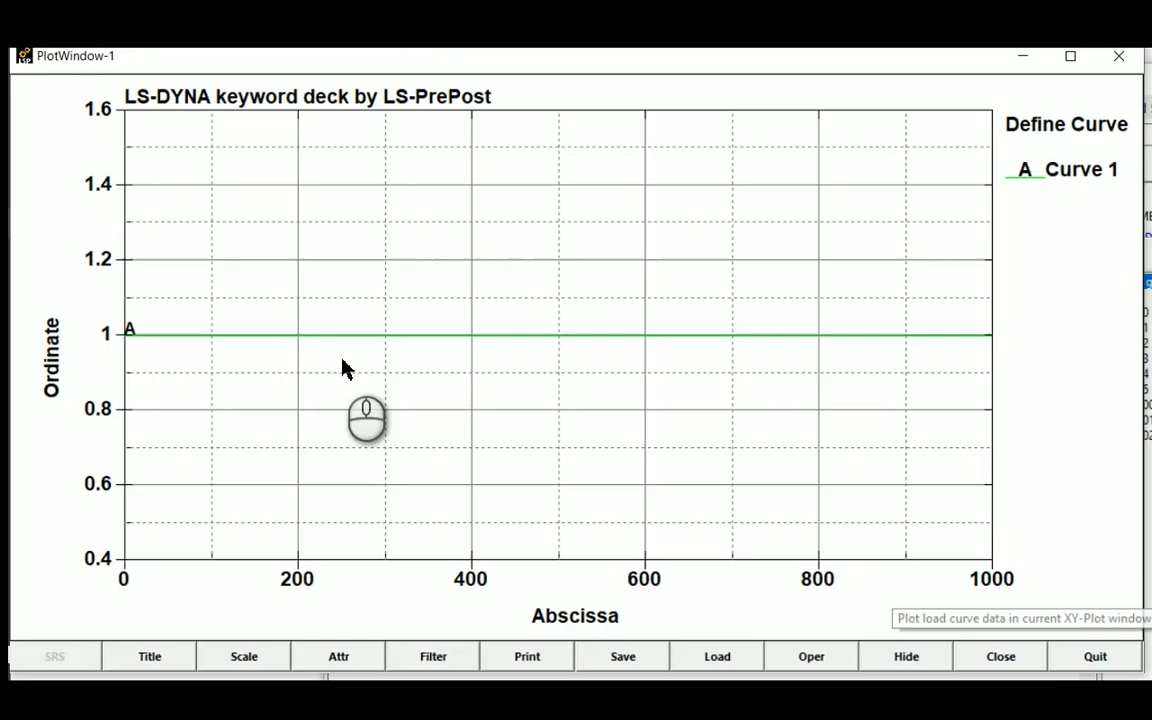 PlotWindow-1
LS-DYNA keyword deck by LS-PrePost
1.6
1.4
1.2
1
0.8
0.6
0.4
Ordinate
A
0 200 400 600 800 1000
Abscissa
Define Curve
A Curve 1
Plot load curve data in current XY-Plot window
SRS Title Scale Attr Filter Print Save Load Oper Hide Close Quit